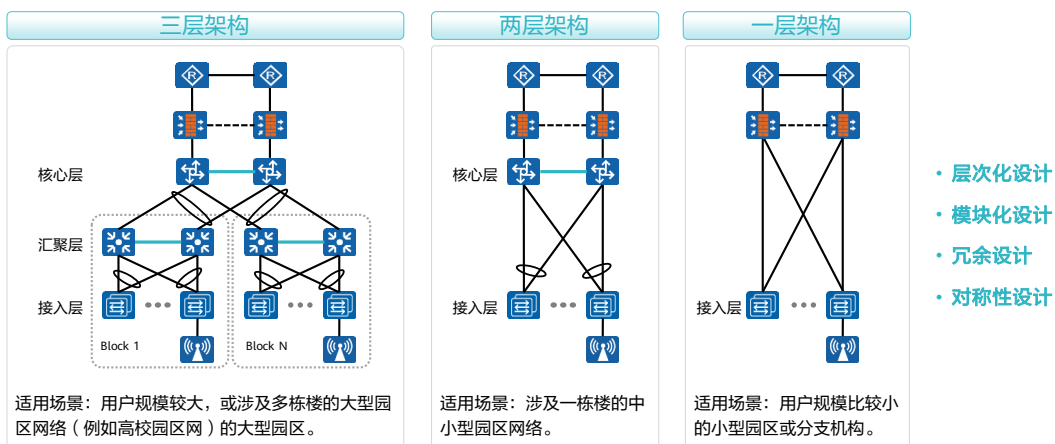 三层架构
两层架构
一层架构
R
R
R
R
R
R
核心层
核心层
汇聚层
接入层
接入层
接入层
Block 1
Block N
适用场景：用户规模较大，或涉及多栋楼的大型园
区网络（例如高校园区网）的大型园区。
适用场景：涉及一栋楼的中
小型园区网络。
适用场景：用户规模比较小
的小型园区或分支机构。
• 层次化设计
• 模块化设计
• 冗余设计
• 对称性设计